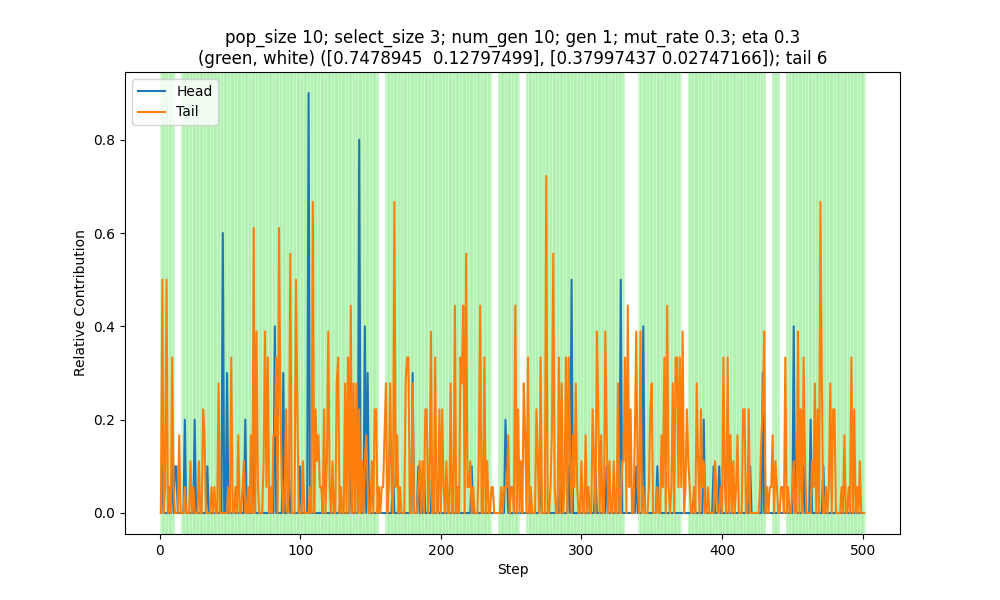 pop_size 10; select_size 3; num_gen 10; gen 1; mut_rate 0.3; eta 0.3
(green, white) ([0.7478945  0.12797499], [0.37997437 0.02747166]); tail 6
Head
Tail
0.8
0.6
0.4
0.2
0.0
Relative Contribution
0
100
200
300
400
500
Step